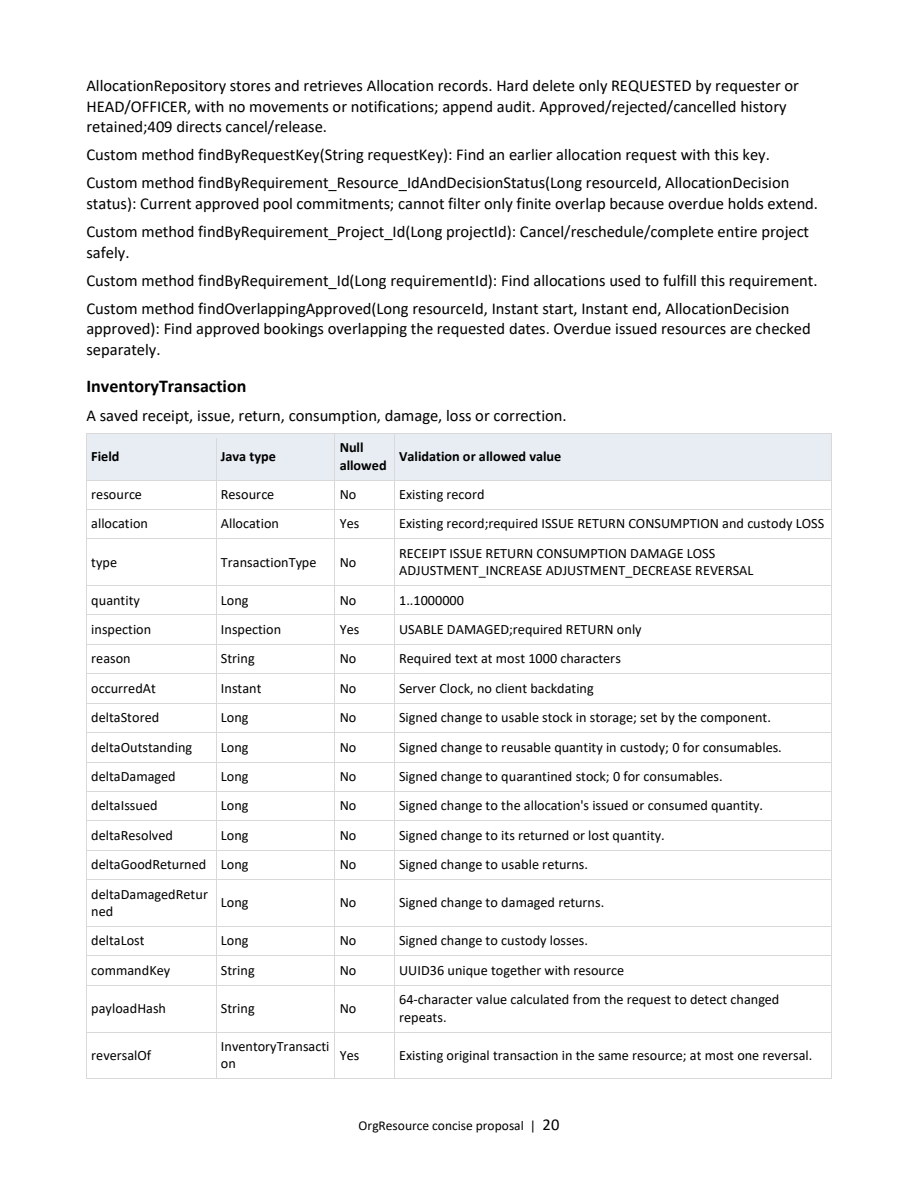 AllocationRepository stores and retrieves Allocation records. Hard delete only REQUESTED by requester or
HEAD/OFFICER, with no movements or notifications; append audit. Approved/rejected/cancelled history
retained;409 directs cancel/release.
Custom method findByRequestKey(String requestKey): Find an earlier allocation request with this key.
Custom method findByRequirement_Resource_IdAndDecisionStatus(Long resourceId, AllocationDecision
status): Current approved pool commitments; cannot filter only finite overlap because overdue holds extend.
Custom method findByRequirement_Project_Id(Long projectId): Cancel/reschedule/complete entire project
safely.
Custom method findByRequirement_Id(Long requirementId): Find allocations used to fulfill this requirement.
Custom method findOverlappingApproved(Long resourceId, Instant start, Instant end, AllocationDecision
approved): Find approved bookings overlapping the requested dates. Overdue issued resources are checked
separately.
InventoryTransaction
A saved receipt, issue, return, consumption, damage, loss or correction.
Field Java type Null allowed Validation or allowed value
resource Resource No Existing record
allocation Allocation Yes Existing record;required ISSUE RETURN CONSUMPTION and custody LOSS
type TransactionType No RECEIPT ISSUE RETURN CONSUMPTION DAMAGE LOSS
ADJUSTMENT_INCREASE ADJUSTMENT_DECREASE REVERSAL
quantity Long No 1..1000000
inspection Inspection Yes USABLE DAMAGED;required RETURN only
reason String No Required text at most 1000 characters
occurredAt Instant No Server Clock, no client backdating
deltaStored Long No Signed change to usable stock in storage; set by the component.
deltaOutstanding Long No Signed change to reusable quantity in custody; 0 for consumables.
deltaDamaged Long No Signed change to quarantined stock; 0 for consumables.
deltaIssued Long No Signed change to the allocation's issued or consumed quantity.
deltaResolved Long No Signed change to its returned or lost quantity.
deltaGoodReturned Long No Signed change to usable returns.
deltaDamagedRetur
ned Long No Signed change to damaged returns.
deltaLost Long No Signed change to custody losses.
commandKey String No UUID36 unique together with resource
payloadHash String No 64-character value calculated from the request to detect changed
repeats.
reversalOf InventoryTransacti
on Yes Existing original transaction in the same resource; at most one reversal.
OrgResource concise proposal | 20